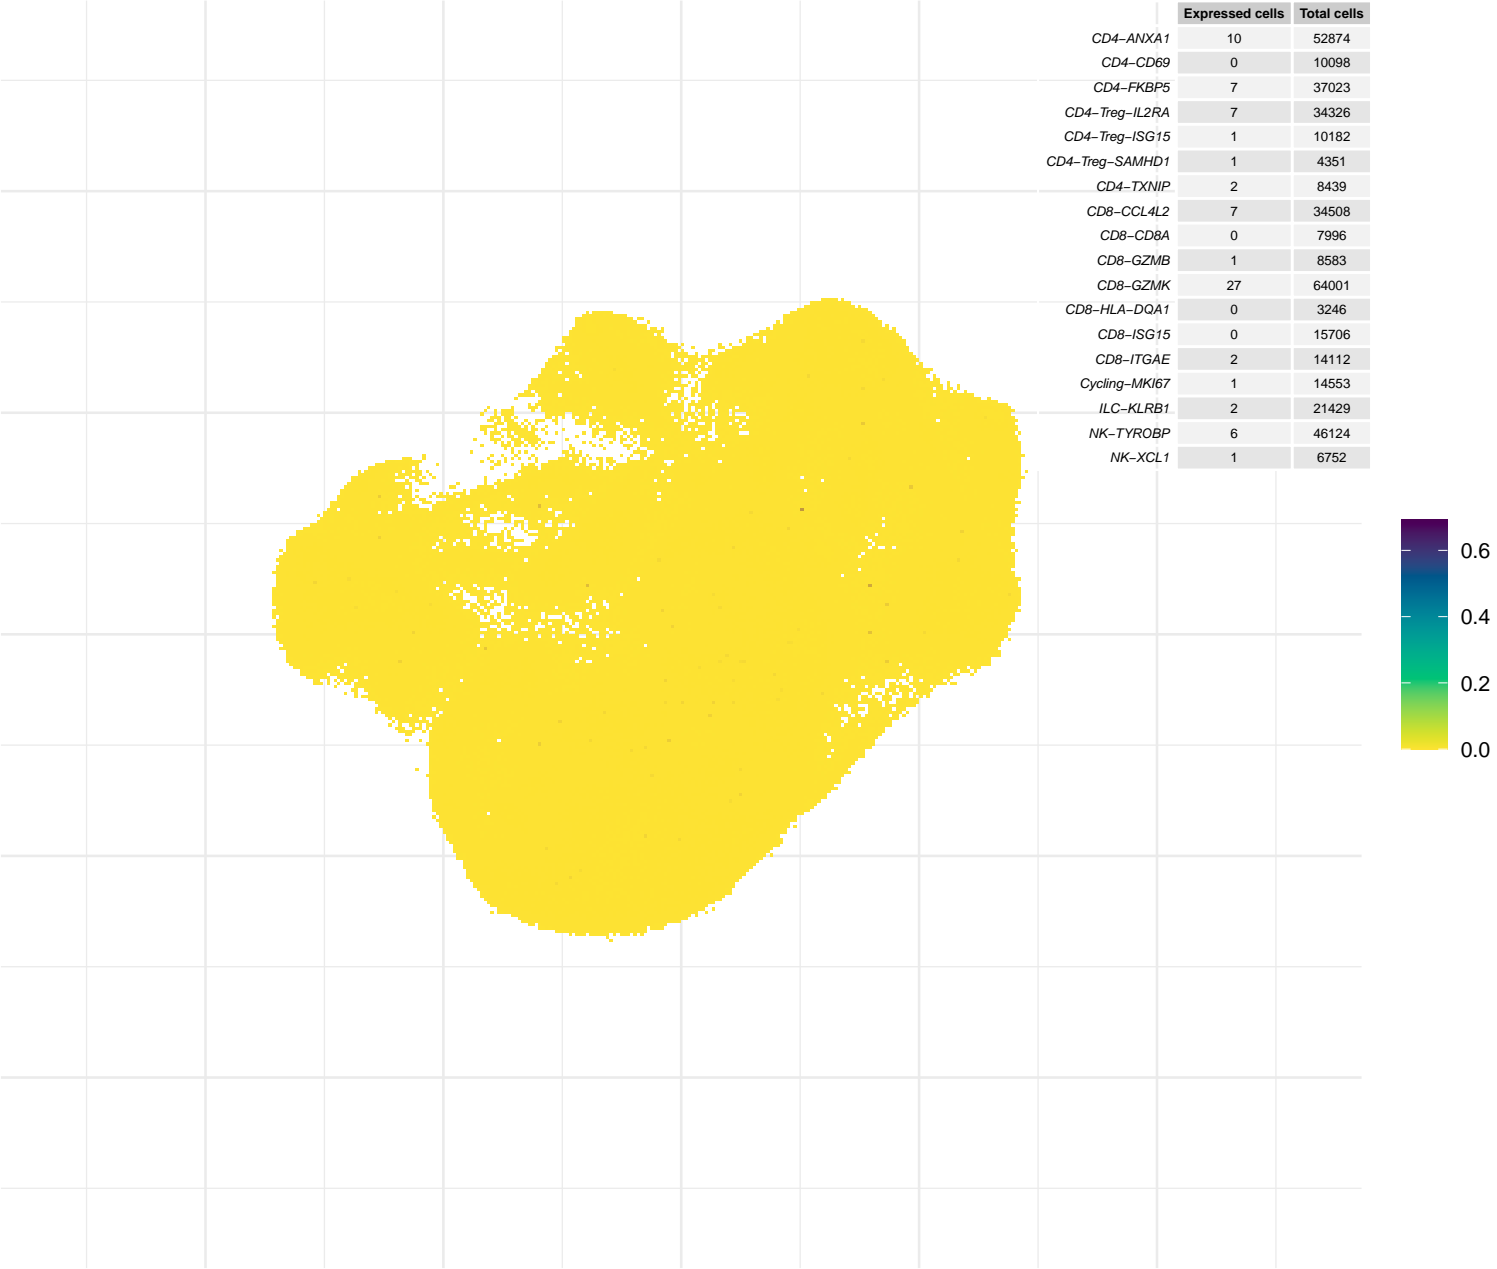 Expressed cells Total cells
CD4−ANXA1 10 52874
CD4−CD69 0 10098
CD4−FKBP5 7 37023
CD4−Treg−IL2RA 7 34326
CD4−Treg−ISG15 1 10182
CD4−Treg−SAMHD1 1 4351
CD4−TXNIP 2 8439
CD8−CCL4L2 7 34508
CD8−CD8A 0 7996
CD8−GZMB 1 8583
CD8−GZMK 27 64001
CD8−HLA−DQA1 0 3246
CD8−ISG15 0 15706
CD8−ITGAE 2 14112
Cycling−MKI67 1 14553
ILC−KLRB1 2 21429
NK−TYROBP 6 46124
NK−XCL1 1 6752
0.6
0.4
0.2
0.0